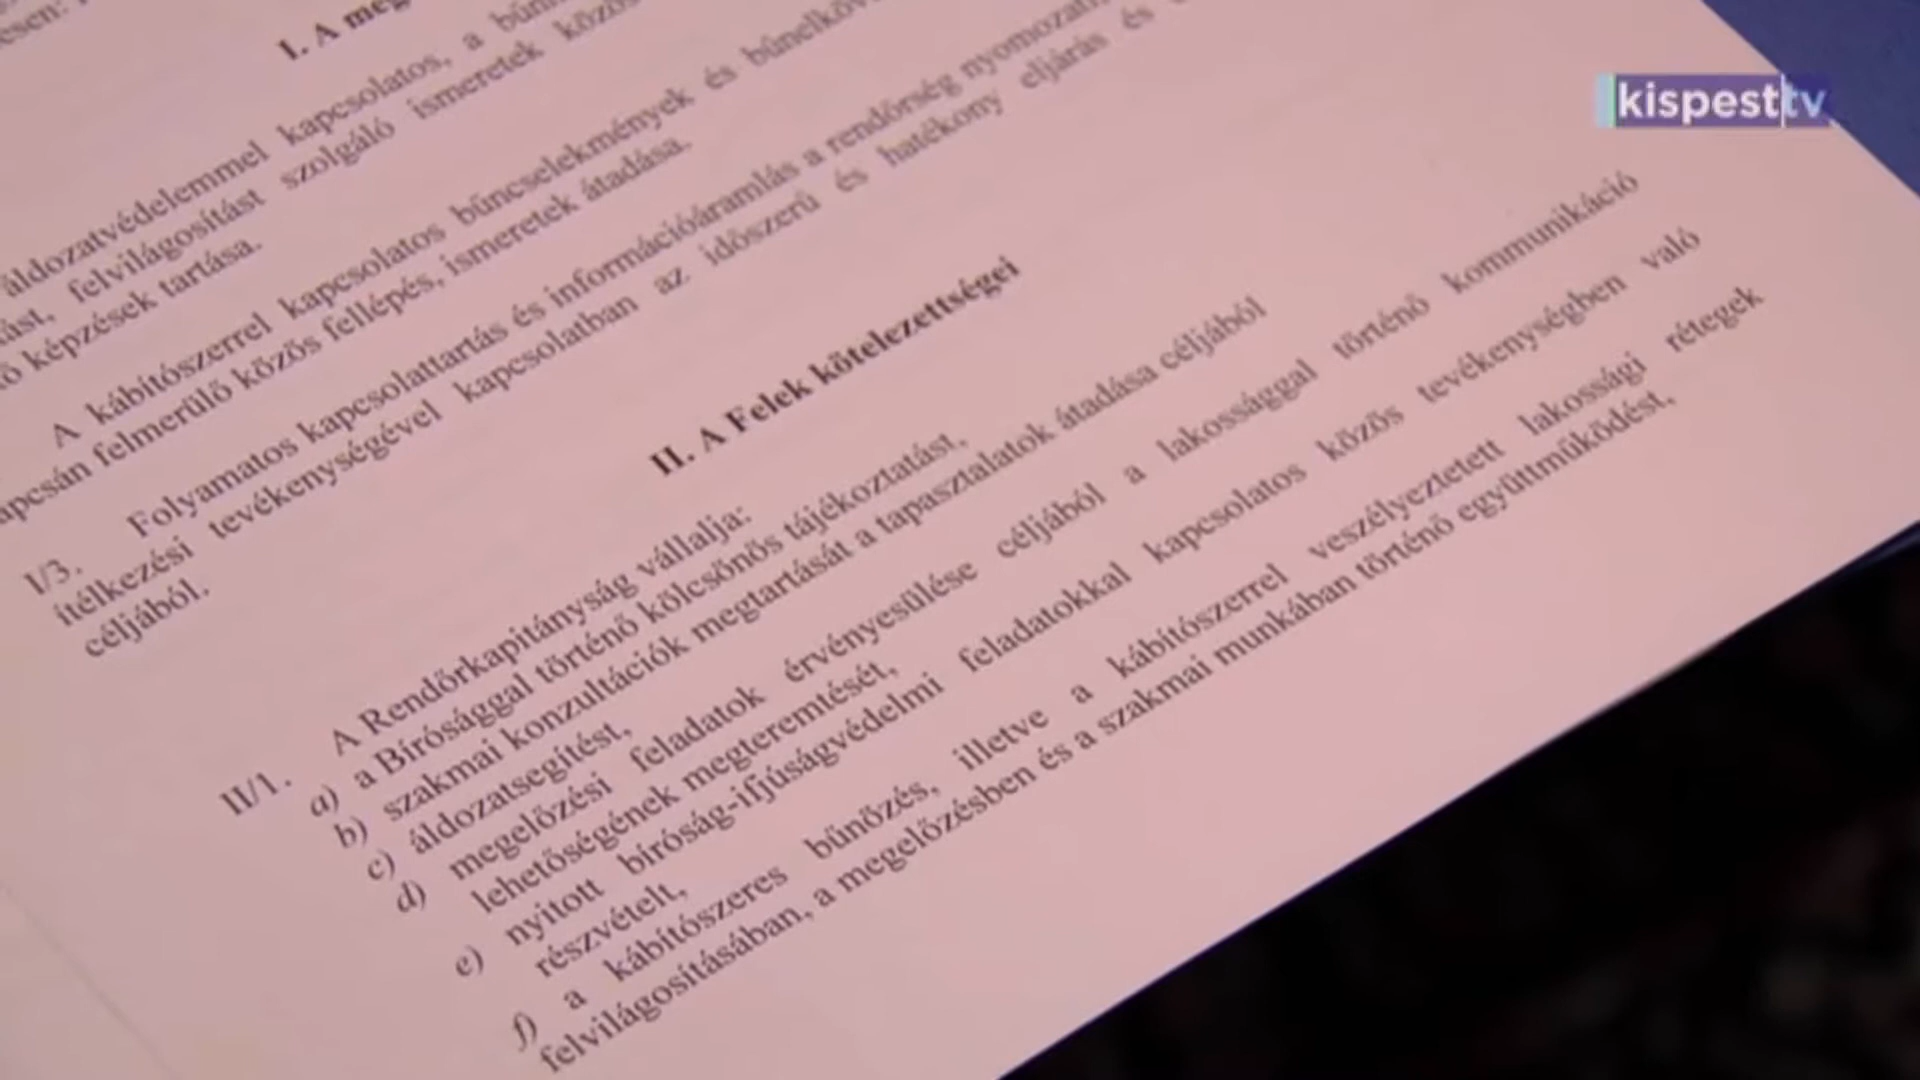 I. A meg
áldozatvédelemmel kapcsolatos, a
felvilágosítást szolgáló ismeretek közös
képzések tartása.
A kábítószerrel kapcsolatos bűncselekmények és
kapcsán felmerülő közös fellépés, ismeretek átadása.
I/3. Folyamatos kapcsolattartás és információáramlás a rendőrség
ítélkezési tevékenységével kapcsolatban az időszerű és hatékony eljárás és
céljából.
II. A Felek kötelezettségei
II/1. A Rendőrkapitányság vállalja:
a) a Bírósággal történő kölcsönös tájékoztatást,
b) szakmai konzultációk megtartását a tapasztalatok átadása céljából
c) áldozatsegítést,
d) megelőzési feladatok érvényesülése céljából a lakossággal történő kommunikáció
lehetőségének megteremtését,
e) nyitott bíróság-ifjúságvédelmi feladatokkal kapcsolatos közös tevékenységben való
részvételt,
f) a kábítószeres bűnözés, illetve a kábítószerrel veszélyeztetett lakossági rétegek
felvilágosításában, a megelőzésben és a szakmai munkában történő együttműködést,
kispest tv